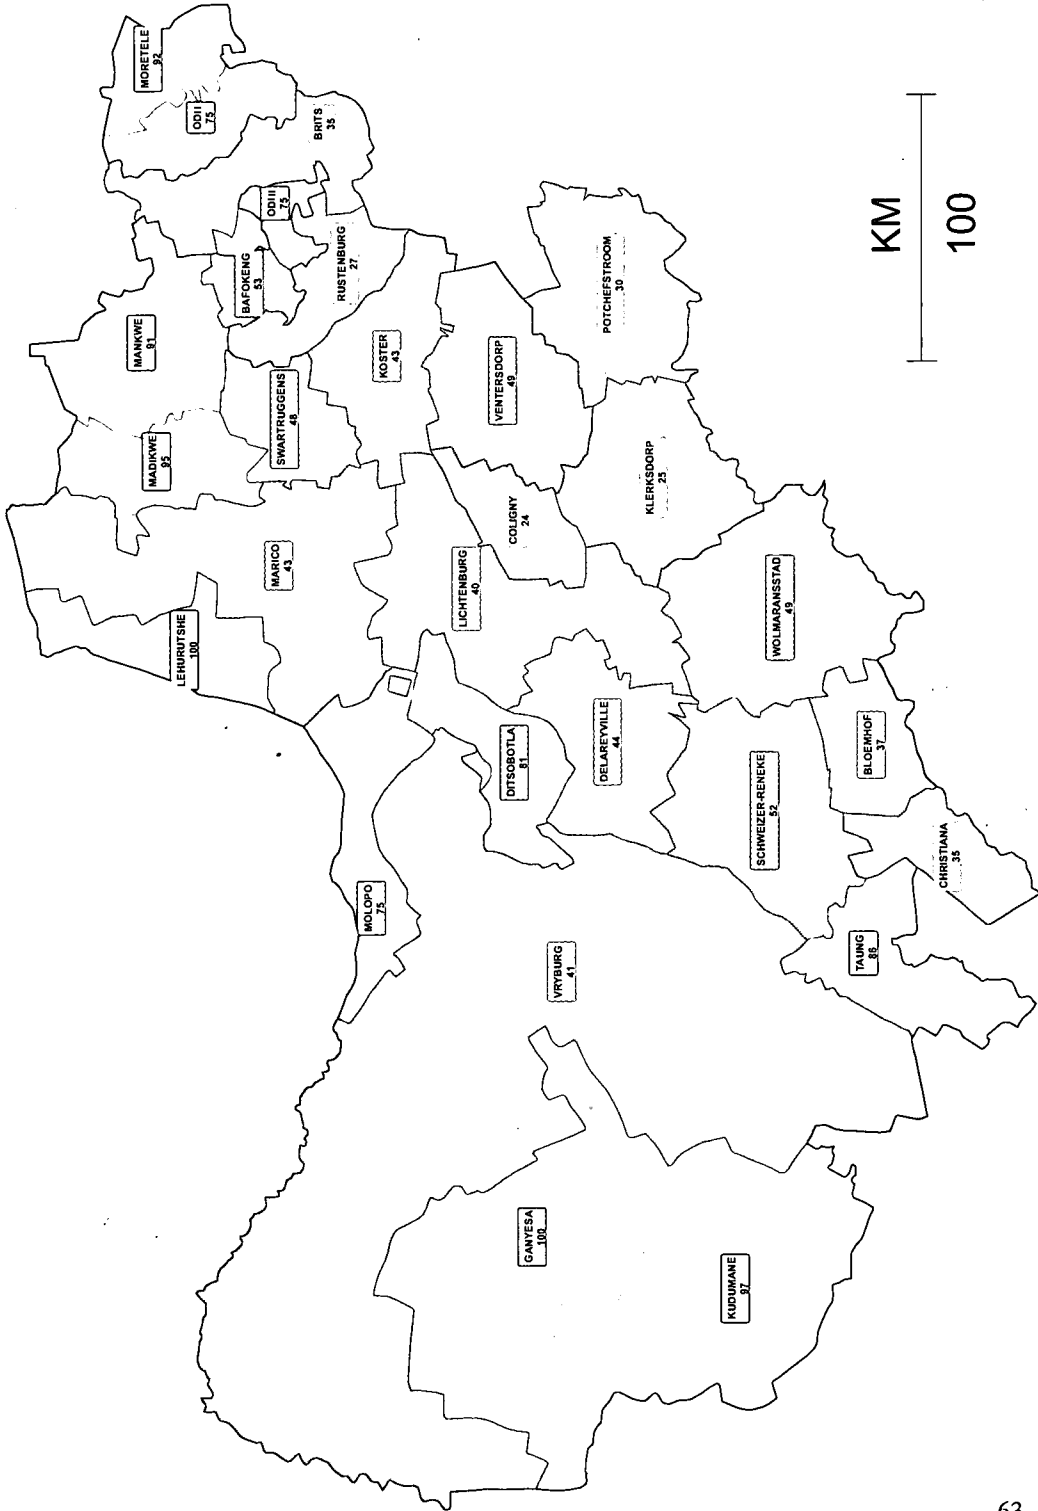 MORETELE
92
ODI I
75
BRITS
35
ODI II
75
BAFOKENG
53
RUSTENBURG
27
MANKWE
91
KOSTER
43
SWARTRUGGENS
48
MADIKWE
95
VENTERSDORP
49
POTCHEFSTROOM
30
KLERKSDORP
25
COLIGNY
24
MARICO
43
LICHTENBURG
40
LEHURUTSHE
100
WOLMARANSSTAD
49
DITSOBOTLA
81
DELAREYVILLE
44
BLOEMHOF
37
SCHWEIZER-RENEKE
52
CHRISTIANA
35
MOLOPO
75
VRYBURG
41
TAUNG
86
GANYESA
100
KUDUMANE
97
KM
100
63